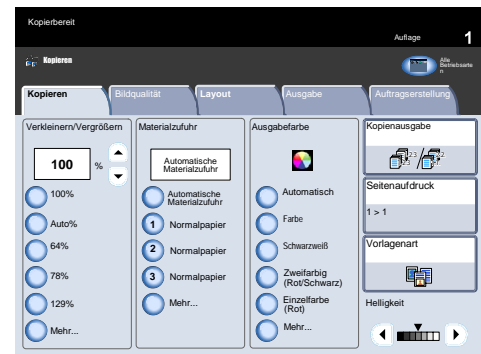 Kopierbereit
Auflage 1
Kopieren
Alle
Betriebsarte
n
Kopieren
Bildqualität
Layout
Ausgabe
Auftragserstellung
Verkleinern/Vergrößern
100 %
100%
Auto%
64%
78%
129%
Mehr...
Materialzufuhr
Automatische
Materialzufuhr
Automatische
Materialzufuhr
1 Normalpapier
2 Normalpapier
3 Normalpapier
Mehr...
Ausgabefarbe
Automatisch
Farbe
Schwarzweiß
Zweifarbig
(Rot/Schwarz)
Einzelfarbe
(Rot)
Mehr...
Kopienausgabe
Seitenaufdruck
1 > 1
Vorlagenart
Helligkeit